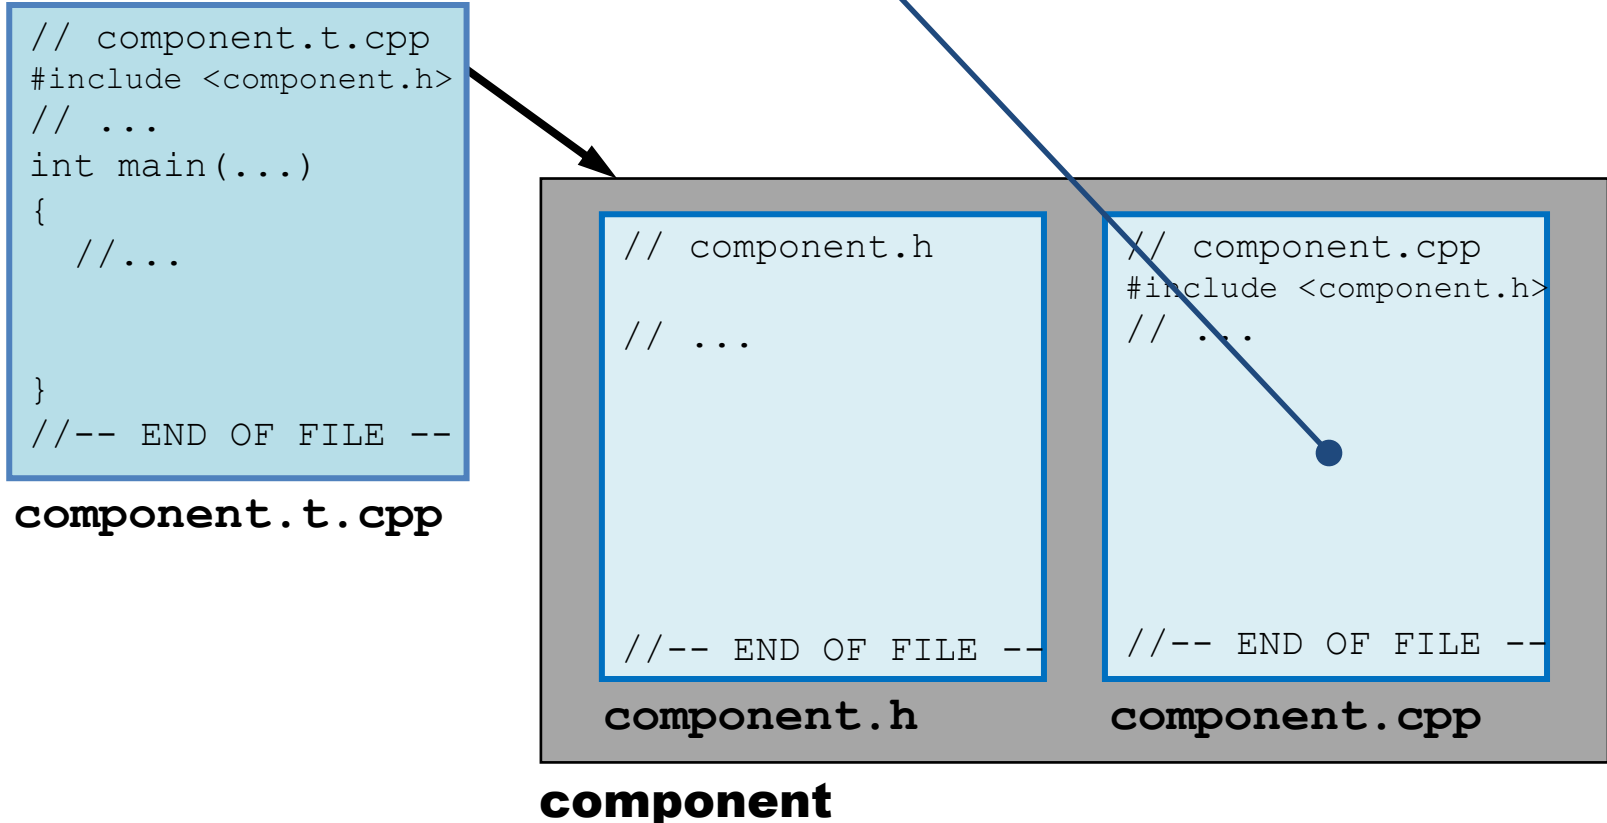 // component.t.cpp
#include <component.h>
// ...
int main(...)
{
//...
}
//-- END OF FILE --
component.t.cpp
// component.h
// ...
//-- END OF FILE --
component.h
// component.cpp
#include <component.h>
// ...
//-- END OF FILE --
component.cpp
component